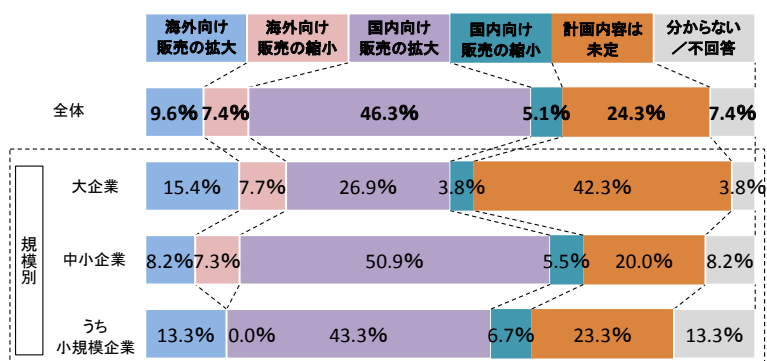 海外向け
販売の拡大
海外向け
販売の縮小
国内向け
販売の拡大
国内向け
販売の縮小
計画内容は
未定
分からない
／不回答
全体
9.6% 7.4% 46.3% 5.1% 24.3% 7.4%
規模別
大企業
15.4% 7.7% 26.9% 3.8% 42.3% 3.8%
中小企業
8.2% 7.3% 50.9% 5.5% 20.0% 8.2%
うち
小規模企業
13.3% 0.0% 43.3% 6.7% 23.3% 13.3%